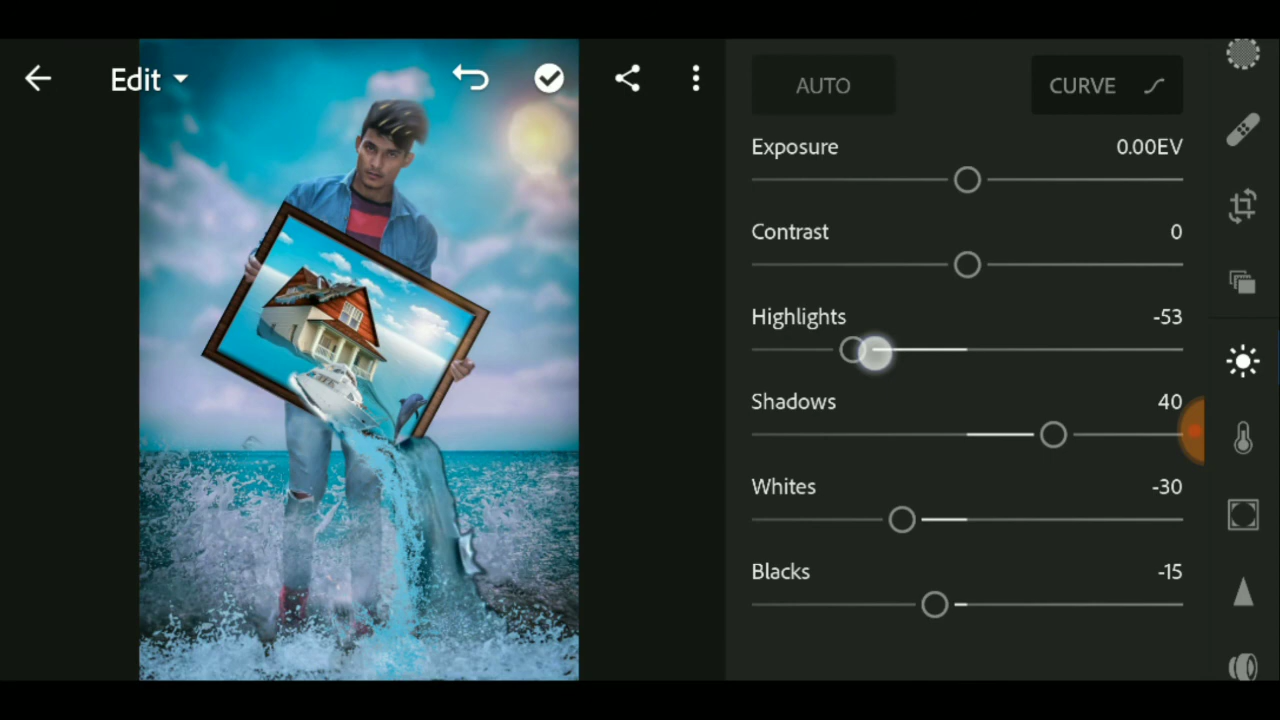 Edit
AUTO
CURVE
Exposure 0.00EV
Contrast 0
Highlights -53
Shadows 40
Whites -30
Blacks -15